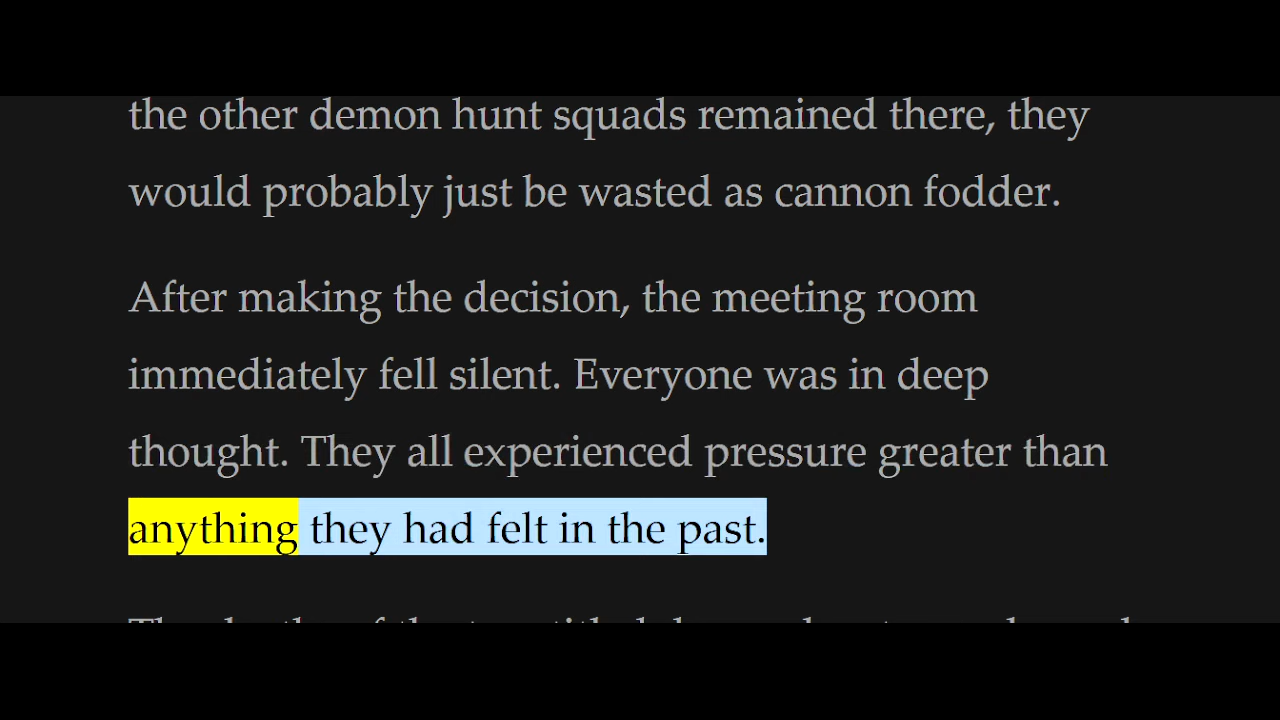 the other demon hunt squads remained there, they
would probably just be wasted as cannon fodder.
After making the decision, the meeting room
immediately fell silent. Everyone was in deep
thought. They all experienced pressure greater than
anything they had felt in the past.